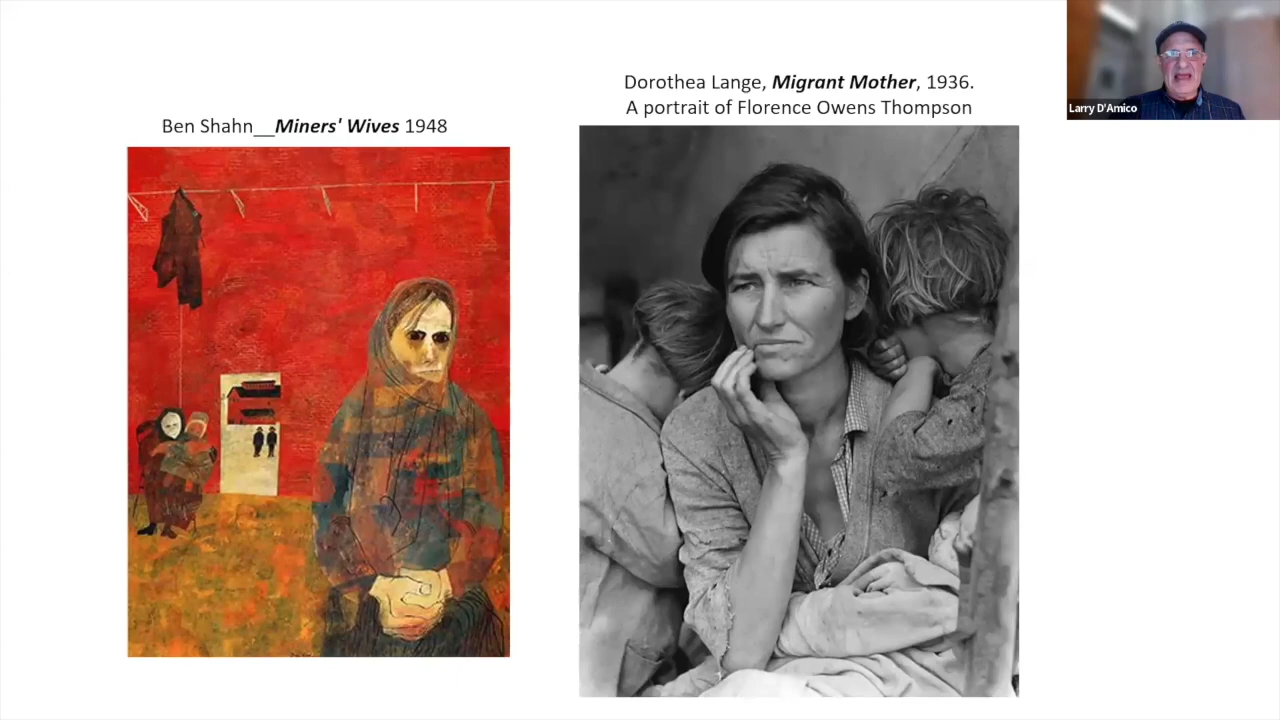 Ben Shahn__Miners' Wives 1948
Dorothea Lange, Migrant Mother, 1936.
A portrait of Florence Owens Thompson
Larry D'Amico